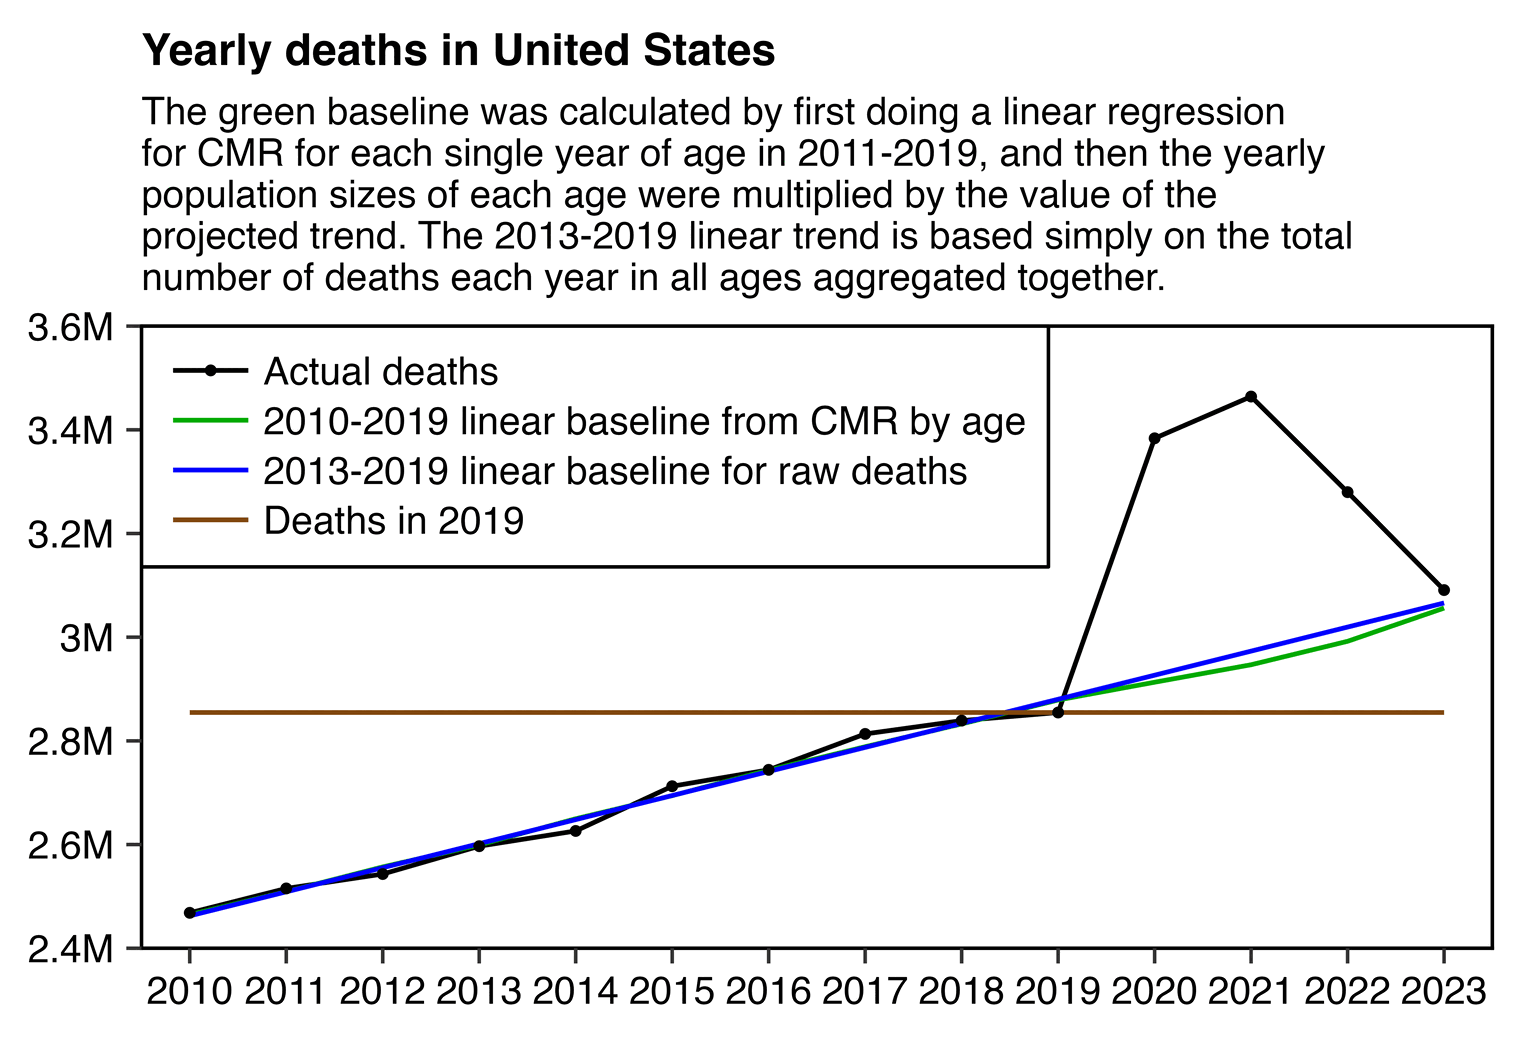 Yearly deaths in United States
The green baseline was calculated by first doing a linear regression
for CMR for each single year of age in 2011-2019, and then the yearly
population sizes of each age were multiplied by the value of the
projected trend. The 2013-2019 linear trend is based simply on the total
number of deaths each year in all ages aggregated together.
3.6M
Actual deaths
2010-2019 linear baseline from CMR by age
2013-2019 linear baseline for raw deaths
Deaths in 2019
3.4M
3.2M
3M
2.8M
2.6M
2.4M
2010 2011 2012 2013 2014 2015 2016 2017 2018 2019 2020 2021 2022 2023